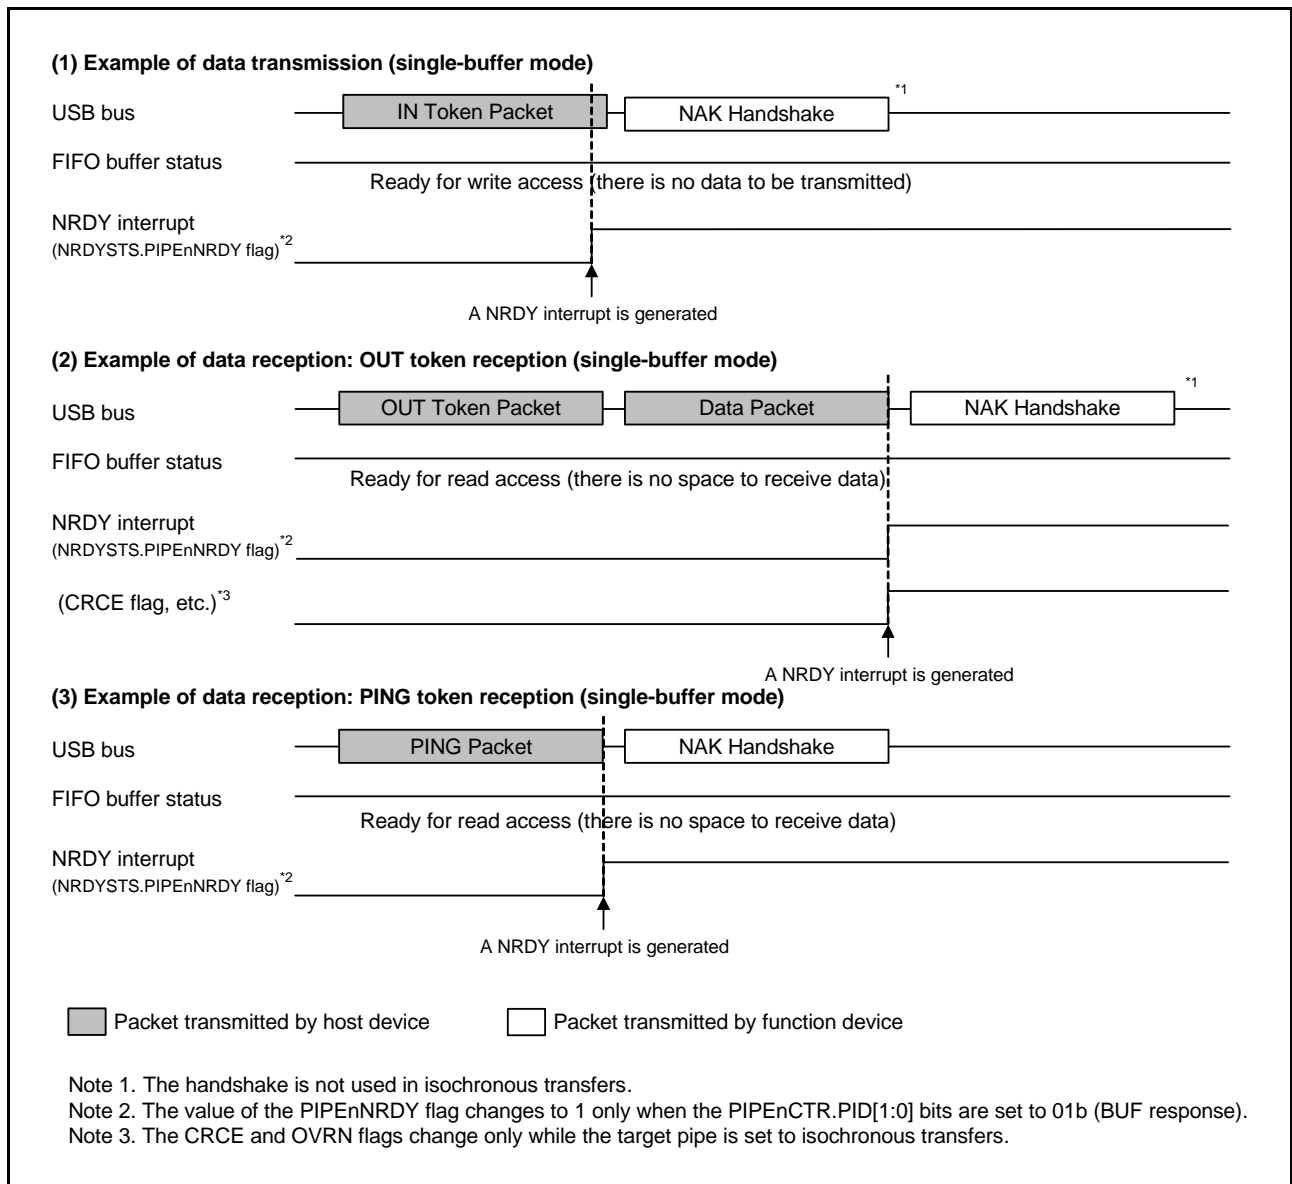 (1) Example of data transmission (single-buffer mode)
USB bus
IN Token Packet
NAK Handshake
*1
FIFO buffer status
Ready for write access (there is no data to be transmitted)
NRDY interrupt
(NRDYSTS.PIPEnNRDY flag)*2
A NRDY interrupt is generated
(2) Example of data reception: OUT token reception (single-buffer mode)
USB bus
OUT Token Packet
Data Packet
NAK Handshake
*1
FIFO buffer status
Ready for read access (there is no space to receive data)
NRDY interrupt
(NRDYSTS.PIPEnNRDY flag)*2
(CRCE flag, etc.)*3
A NRDY interrupt is generated
(3) Example of data reception: PING token reception (single-buffer mode)
USB bus
PING Packet
NAK Handshake
FIFO buffer status
Ready for read access (there is no space to receive data)
NRDY interrupt
(NRDYSTS.PIPEnNRDY flag)*2
A NRDY interrupt is generated
Packet transmitted by host device
Packet transmitted by function device
Note 1. The handshake is not used in isochronous transfers.
Note 2. The value of the PIPEnNRDY flag changes to 1 only when the PIPEnCTR.PID[1:0] bits are set to 01b (BUF response).
Note 3. The CRCE and OVRN flags change only while the target pipe is set to isochronous transfers.